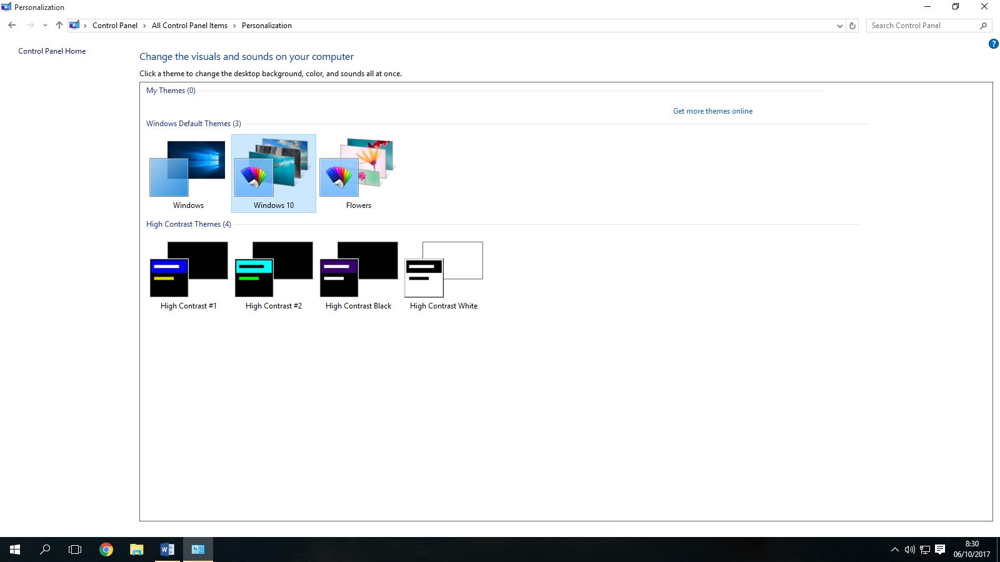 Personalization
Control Panel › All Control Panel Items › Personalization
Search Control Panel
?
Control Panel Home
Change the visuals and sounds on your computer
Click a theme to change the desktop background, color, and sounds all at once.
My Themes (0)
Get more themes online
Windows Default Themes (3)
Windows
Windows 10
Flowers
High Contrast Themes (4)
High Contrast #1
High Contrast #2
High Contrast Black
High Contrast White
W
8:30
06/10/2017